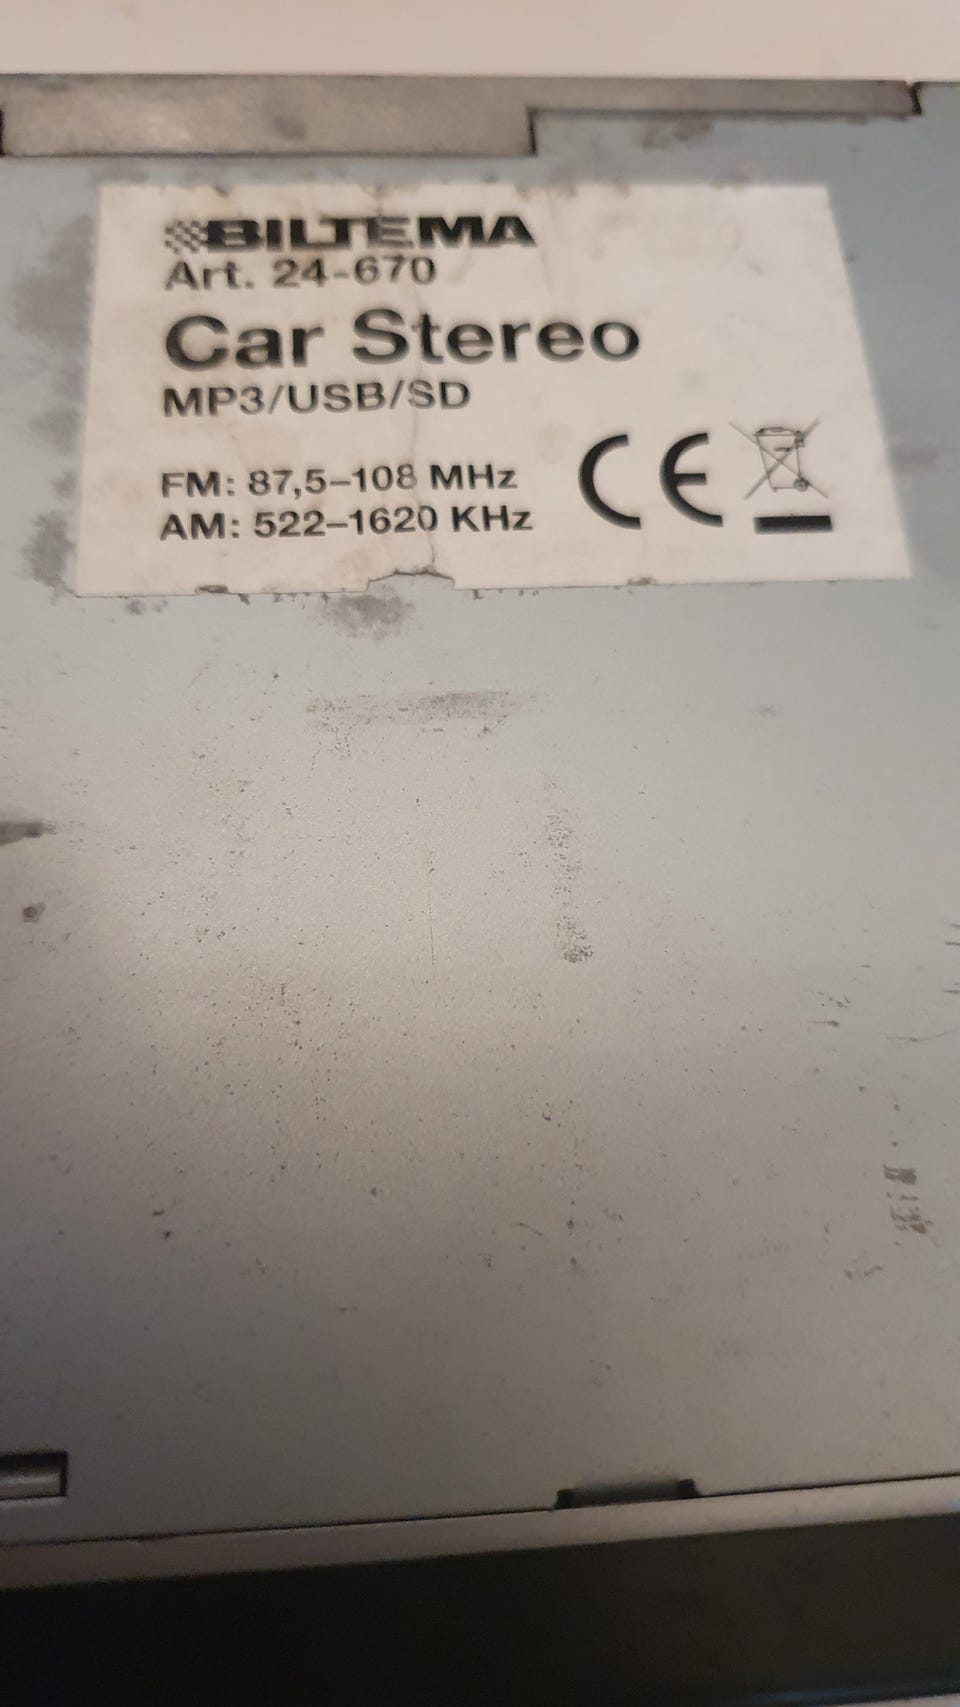 BILTEMA
Art. 24-670
Car Stereo
MP3/USB/SD
FM: 87,5–108 MHz
AM: 522–1620 KHz
CE